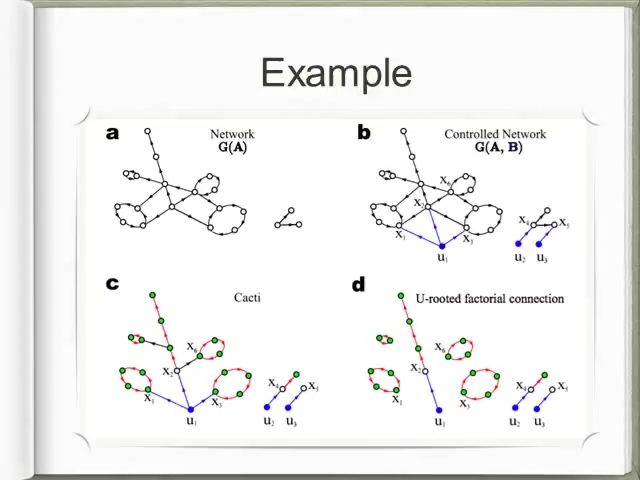 Example
a
Network
G(A)
b
Controlled Network
G(A, B)
x₆
x₂
x₁
x₃
u₁
x₄
x₅
u₂
u₃
c
Cacti
x₆
x₂
x₁
x₃
u₁
x₄
x₅
u₂
u₃
d
U-rooted factorial connection
x₆
x₂
x₁
x₃
u₁
x₄
x₅
u₂
u₃